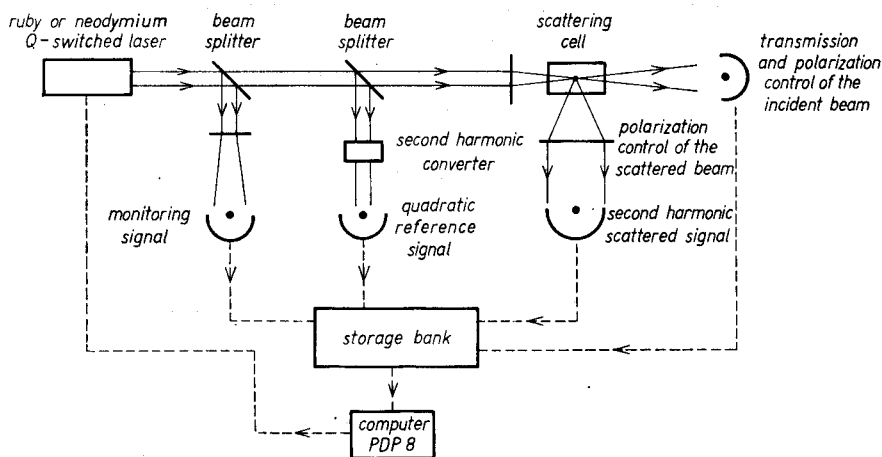 ruby or neodymium
Q-switched laser
beam
splitter
beam
splitter
scattering
cell
transmission
and polarization
control of the
incident beam
second harmonic
converter
polarization
control of the
scattered beam
monitoring
signal
quadratic
reference
signal
second harmonic
scattered signal
storage bank
computer
PDP 8